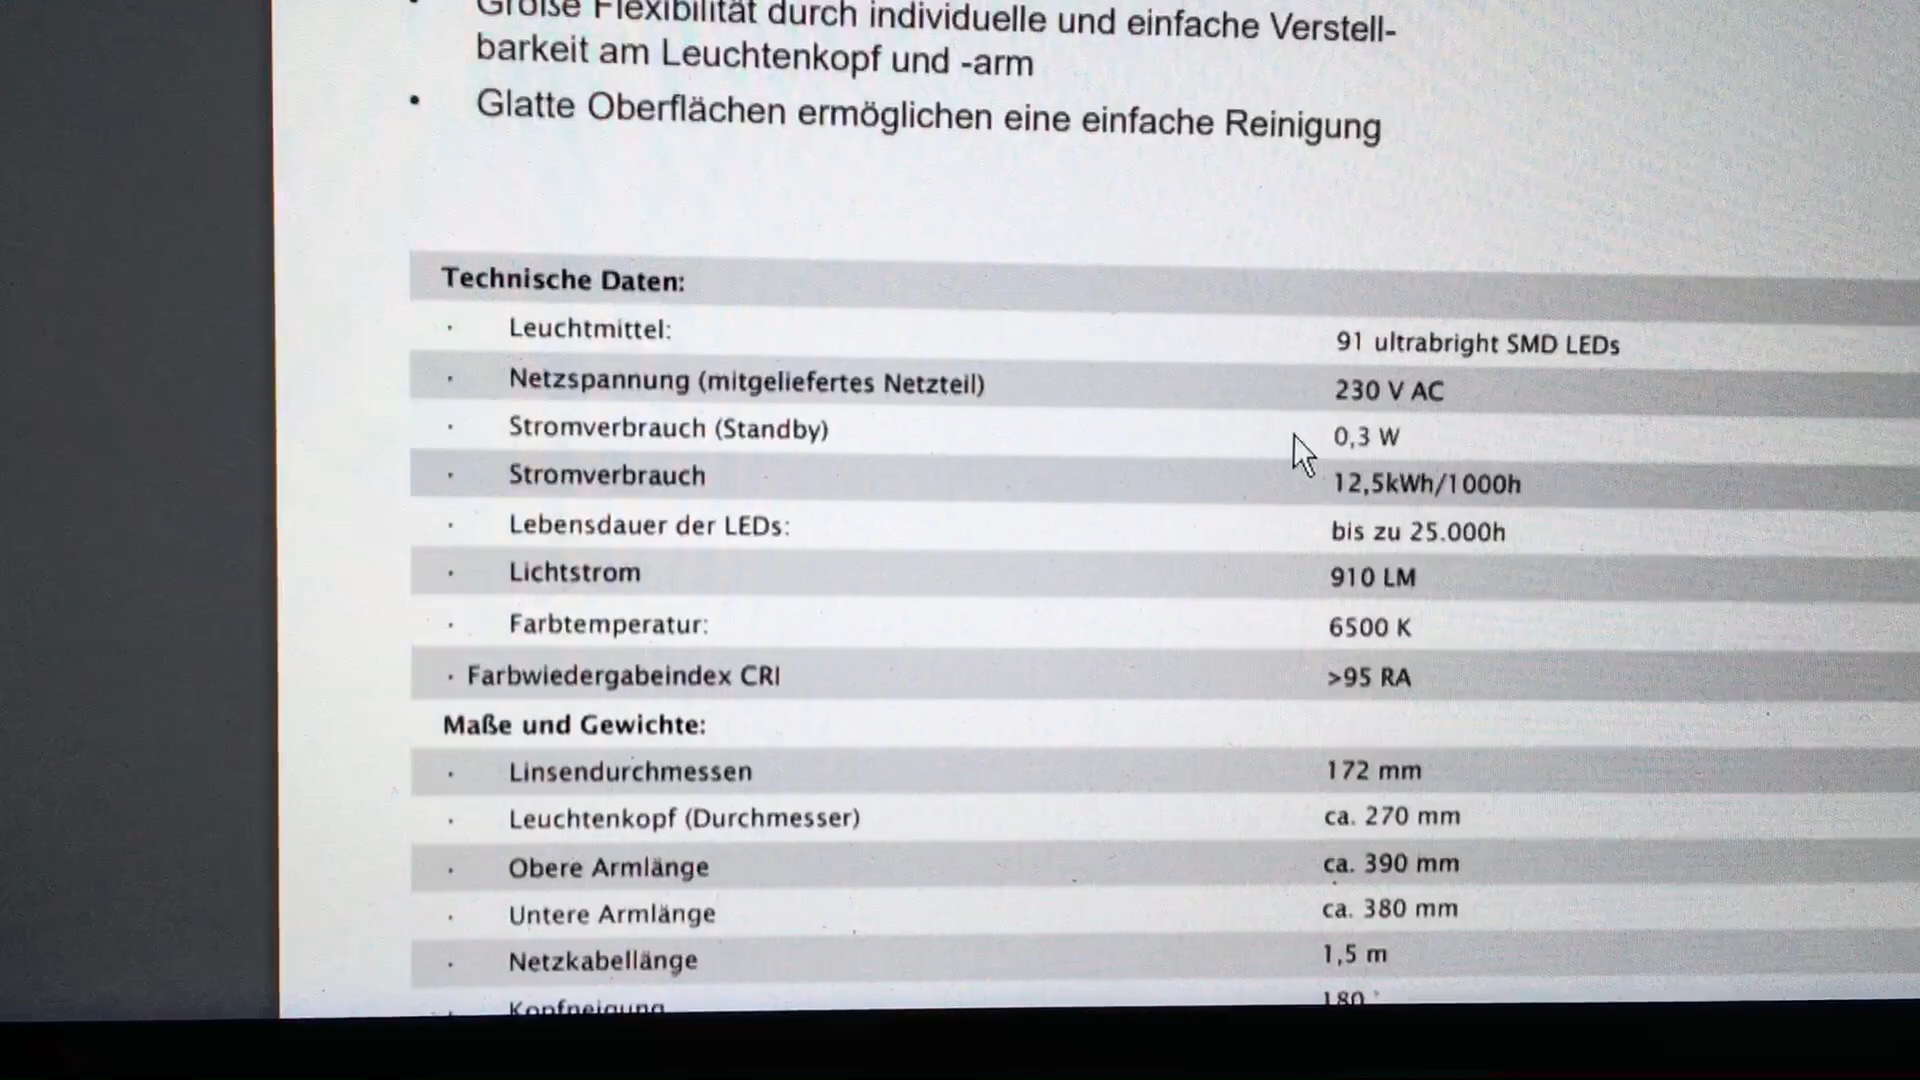 Große Flexibilität durch individuelle und einfache Verstell-
barkeit am Leuchtenkopf und -arm
• Glatte Oberflächen ermöglichen eine einfache Reinigung
Technische Daten:
· Leuchtmittel: 91 ultrabright SMD LEDs
· Netzspannung (mitgeliefertes Netzteil) 230 V AC
· Stromverbrauch (Standby) 0,3 W
· Stromverbrauch 12,5kWh/1000h
· Lebensdauer der LEDs: bis zu 25.000h
· Lichtstrom 910 LM
· Farbtemperatur: 6500 K
· Farbwiedergabeindex CRI >95 RA
Maße und Gewichte:
· Linsendurchmessen 172 mm
· Leuchtenkopf (Durchmesser) ca. 270 mm
· Obere Armlänge ca. 390 mm
· Untere Armlänge ca. 380 mm
· Netzkabellänge 1,5 m
· Kopfneigung 180 °